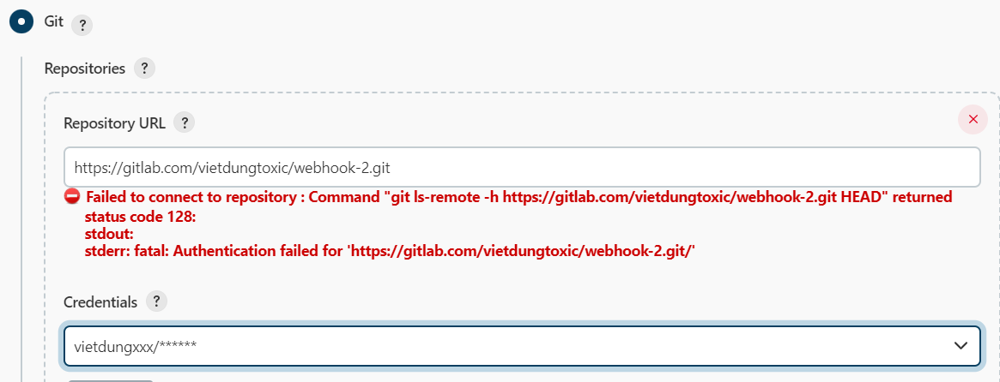 Git ?
Repositories ?
Repository URL ?
https://gitlab.com/vietdungtoxic/webhook-2.git
Failed to connect to repository : Command "git ls-remote -h https://gitlab.com/vietdungtoxic/webhook-2.git HEAD" returned
status code 128:
stdout:
stderr: fatal: Authentication failed for 'https://gitlab.com/vietdungtoxic/webhook-2.git/'
Credentials ?
vietdungxxx/******